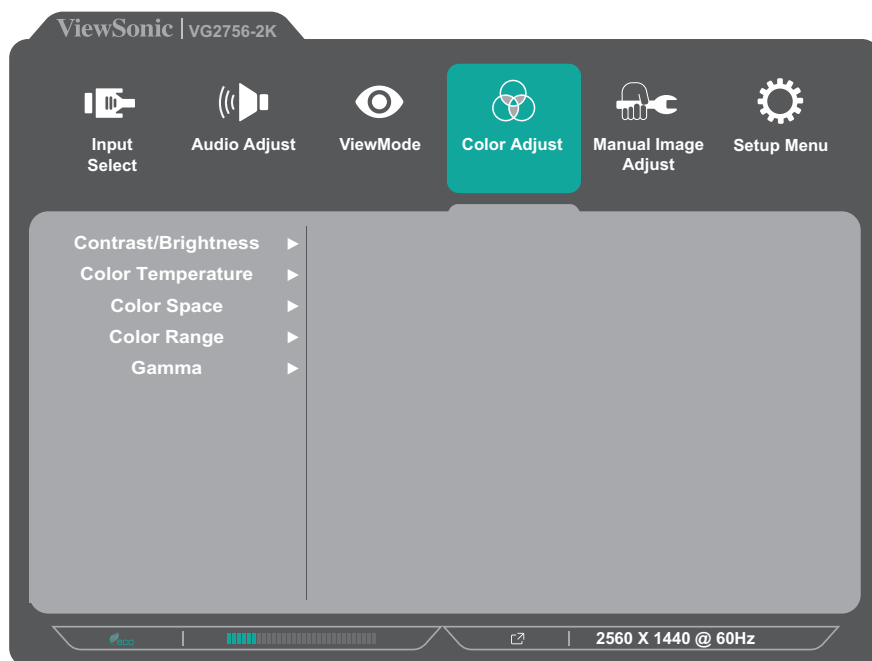 ViewSonic | VG2756-2K
Input
Select
Audio Adjust
ViewMode
Color Adjust
Manual Image
Adjust
Setup Menu
Contrast/Brightness
Color Temperature
Color Space
Color Range
Gamma
eco
2560 X 1440 @ 60Hz